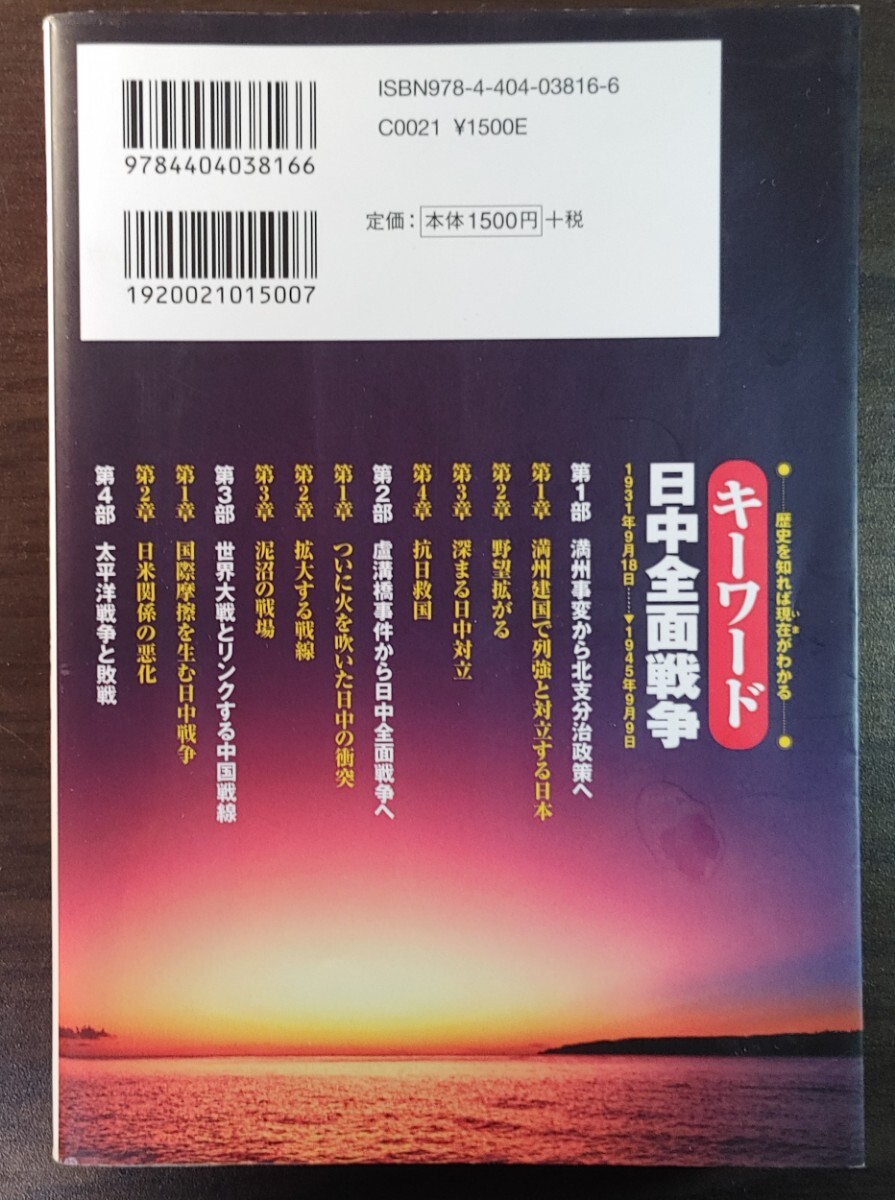 ISBN978-4-404-03816-6
C0021 ¥1500E
9784404038166
定価：本体1500円+税
1920021015007
歴史を知れば現在がわかる
いま
キーワード
日中全面戦争
1931年9月18日……▼1945年9月9日
第1部 満州事変から北支分治政策へ
第1章 満州建国で列強と対立する日本
第2章 野望拡がる
第3章 深まる日中対立
第4章 抗日救国
第2部 盧溝橋事件から日中全面戦争へ
第1章 ついに火を吹いた日中の衝突
第2章 拡大する戦線
第3章 泥沼の戦場
第3部 世界大戦とリンクする中国戦線
第1章 国際摩擦を生む日中戦争
第2章 日米関係の悪化
第4部 太平洋戦争と敗戦